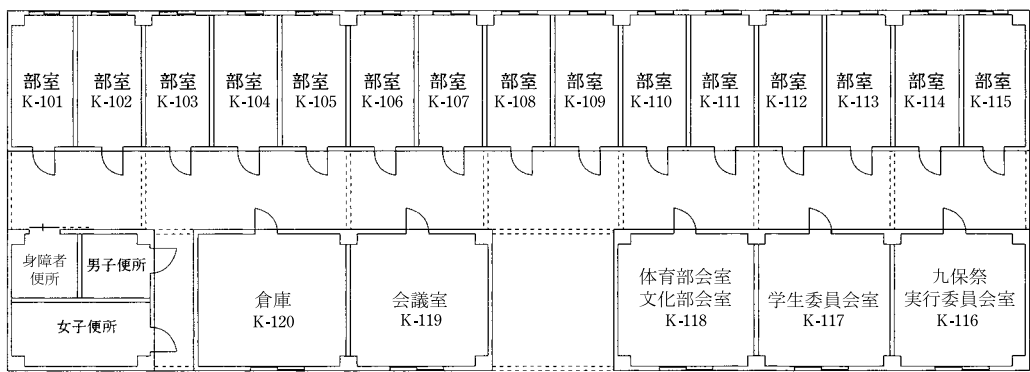 部室
K-101
部室
K-102
部室
K-103
部室
K-104
部室
K-105
部室
K-106
部室
K-107
部室
K-108
部室
K-109
部室
K-110
部室
K-111
部室
K-112
部室
K-113
部室
K-114
部室
K-115
身障者
便所
男子便所
女子便所
倉庫
K-120
会議室
K-119
体育部会室
文化部会室
K-118
学生委員会室
K-117
九保祭
実行委員会室
K-116